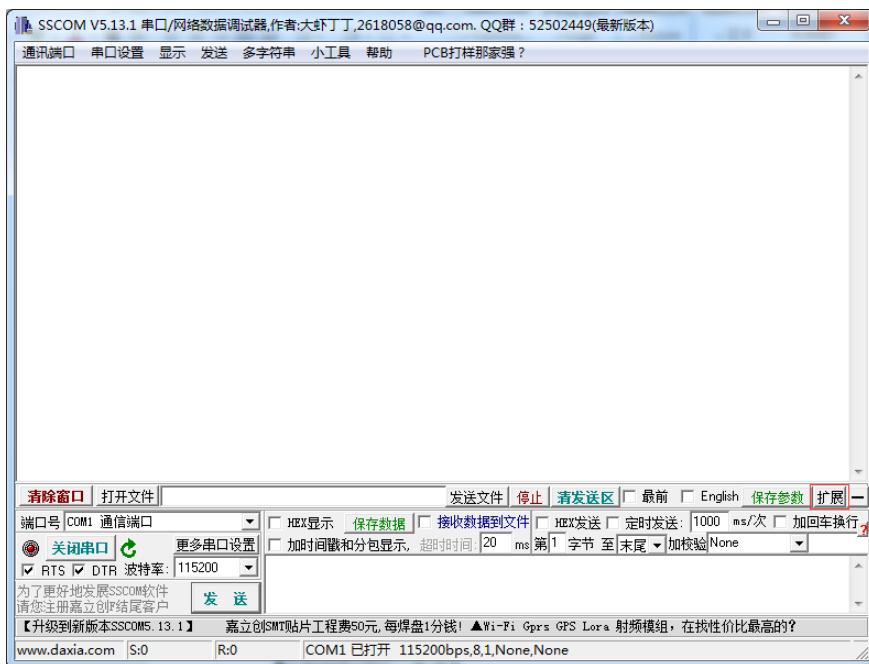 SSCOM V5.13.1 串口/网络数据调试器,作者:大虾丁丁,2618058@qq.com. QQ群：52502449(最新版本)
通讯端口 串口设置 显示 发送 多字符串 小工具 帮助 PCB打样那家强？
清除窗口 打开文件 发送文件 停止 清发送区 最前 English 保存参数 扩展
端口号 COM1 通信端口 HEX显示 保存数据 接收数据到文件 HEX发送 定时发送: 1000 ms/次 加回车换行 ?
关闭串口 更多串口设置 加时间戳和分包显示, 超时时间: 20 ms 第1 字节 至 末尾 加校验 None
RTS DTR 波特率: 115200
为了更好地发展SSCOM软件
请您注册嘉立创F结尾客户
发 送
【升级到新版本SSCOM5.13.1】 嘉立创SMT贴片工程费50元,每焊盘1分钱! ▲Wi-Fi Gprs GPS Lora 射频模组，在找性价比最高的?
www.daxia.com S:0 R:0 COM1 已打开 115200bps,8,1,None,None